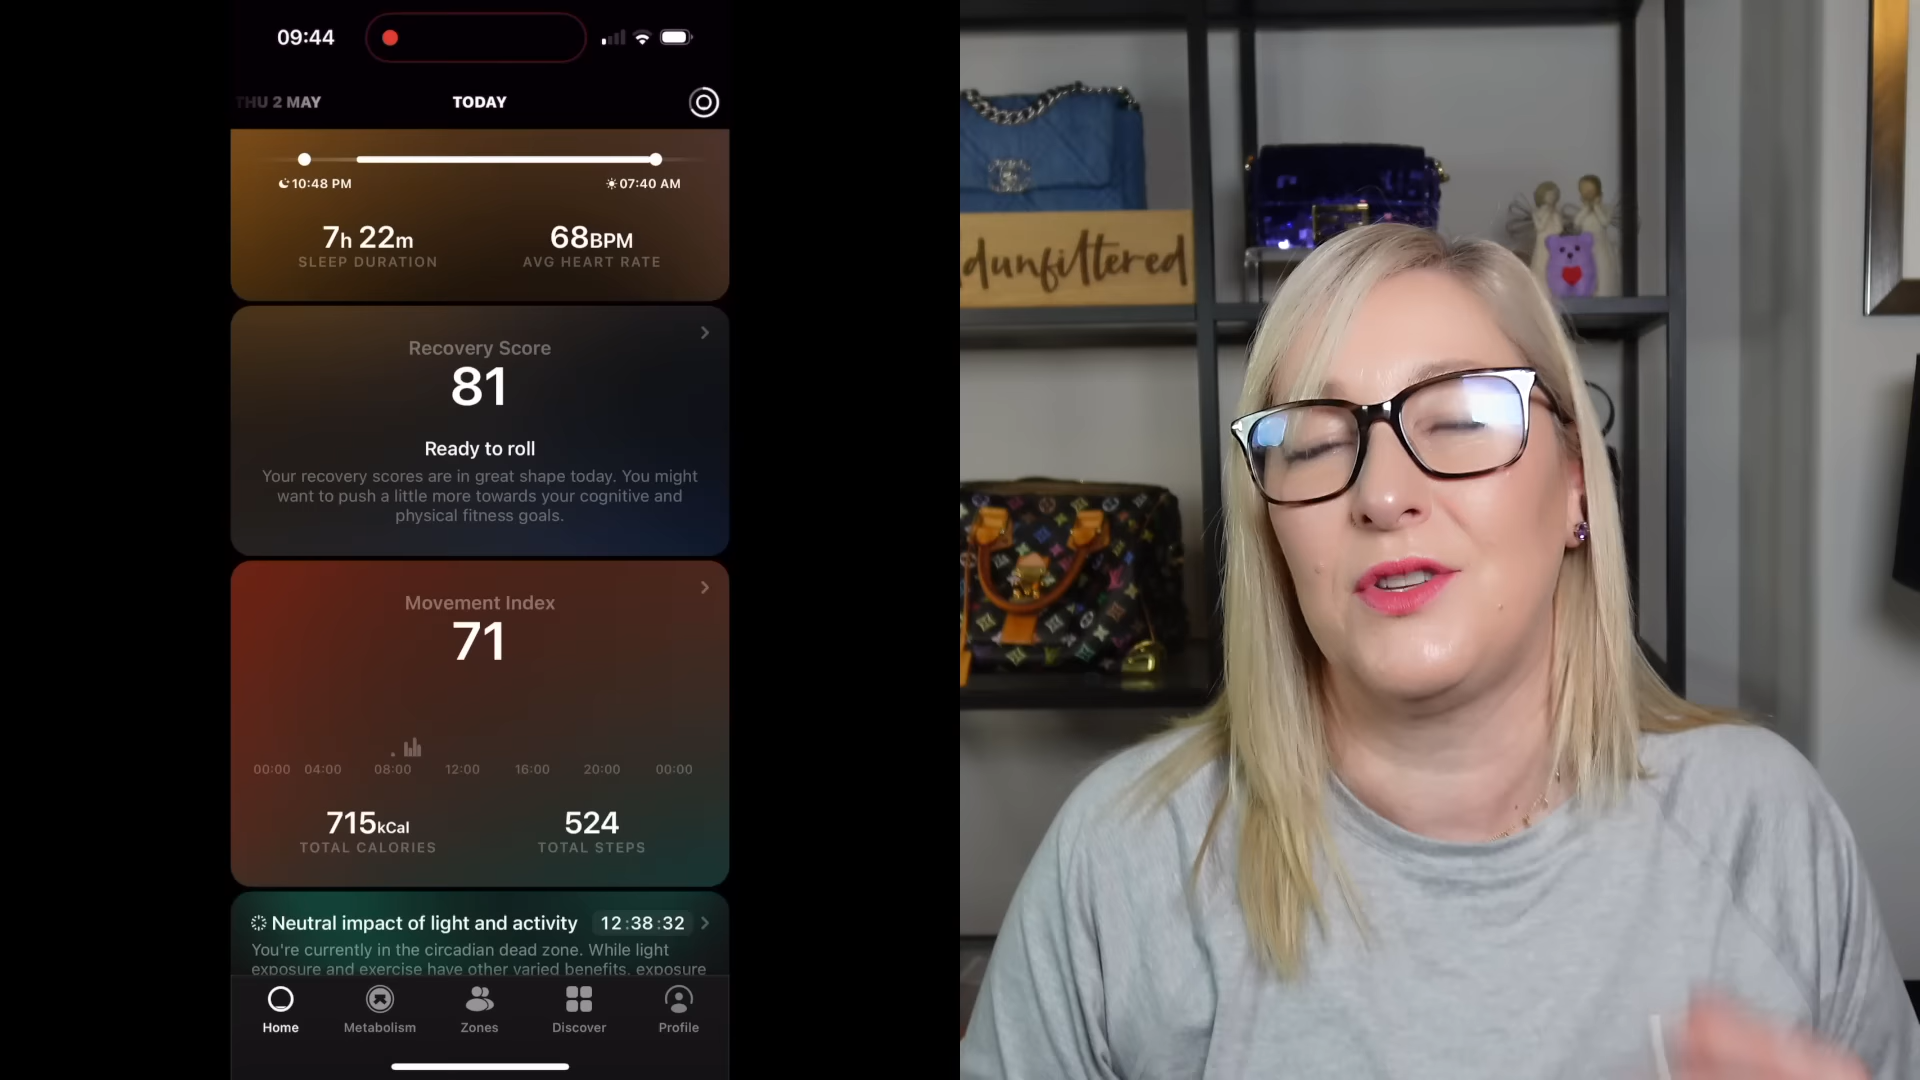 09:44
THU 2 MAY
TODAY
10:48 PM
07:40 AM
7h 22m
68BPM
SLEEP DURATION
AVG HEART RATE
Recovery Score
81
Ready to roll
Your recovery scores are in great shape today. You might
want to push a little more towards your cognitive and
physical fitness goals.
Movement Index
71
00:00 04:00 08:00 12:00 16:00 20:00 00:00
715kCal
524
TOTAL CALORIES
TOTAL STEPS
Neutral impact of light and activity 12:38:32
You're currently in the circadian dead zone. While light
exposure and exercise have other varied benefits, exposure
Home
Metabolism
Zones
Discover
Profile
dunfiltered